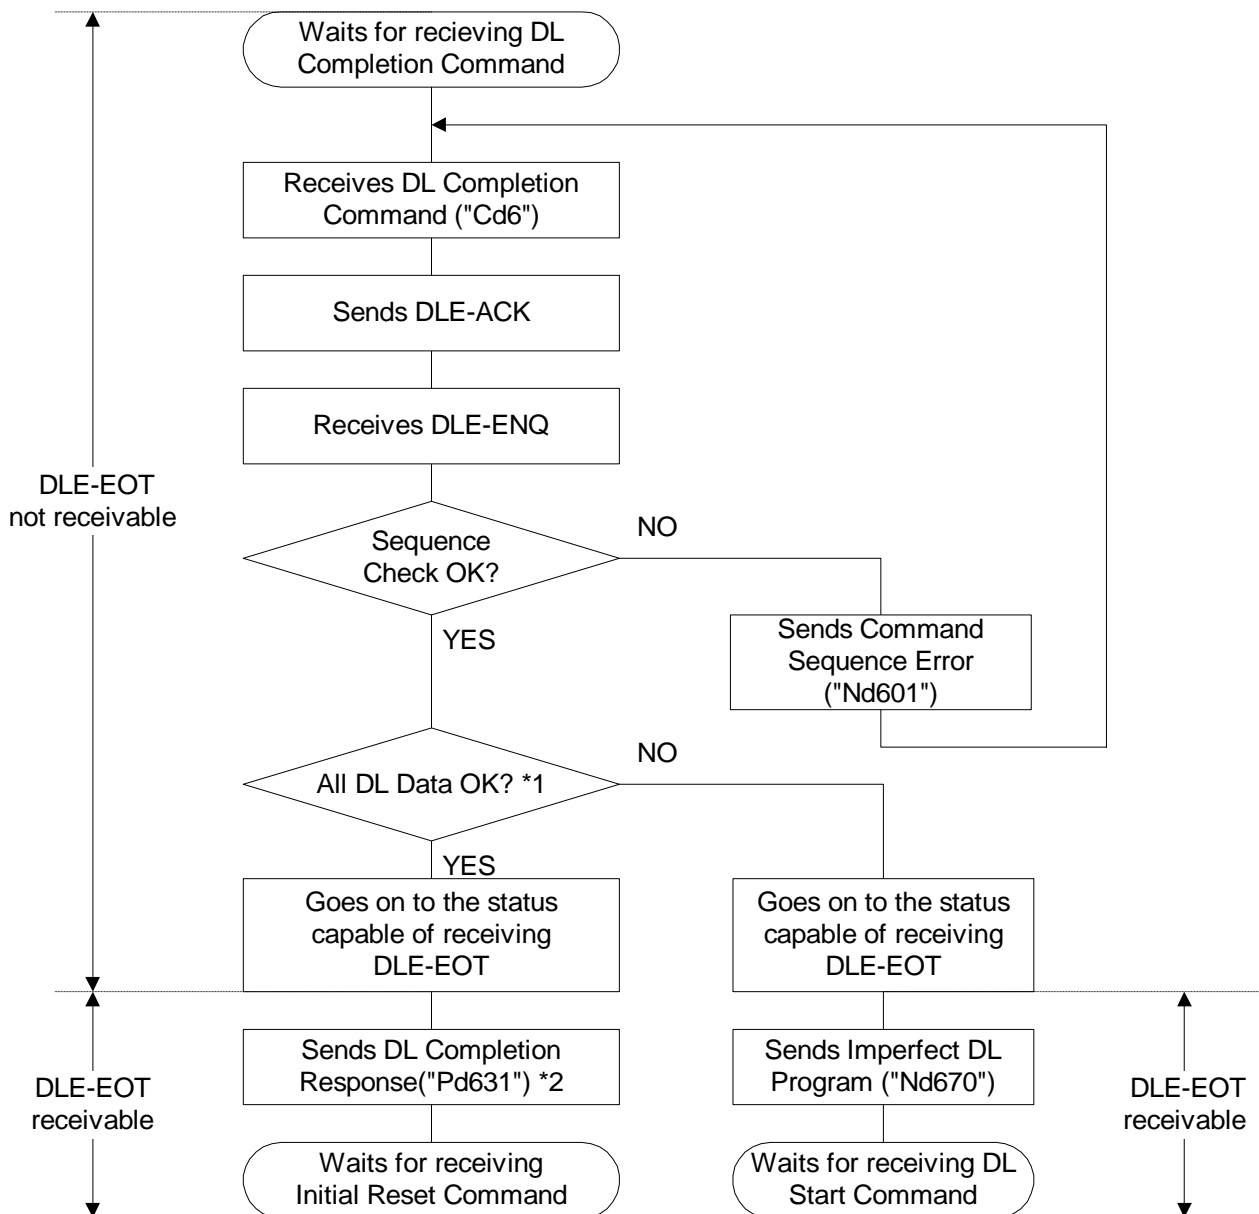 Waits for recieving DL
Completion Command
Receives DL Completion
Command ("Cd6")
Sends DLE-ACK
Receives DLE-ENQ
DLE-EOT
not receivable
Sequence
Check OK?
NO
YES
Sends Command
Sequence Error
("Nd601")
All DL Data OK? *1
NO
YES
Goes on to the status
capable of receiving
DLE-EOT
Goes on to the status
capable of receiving
DLE-EOT
DLE-EOT
receivable
Sends DL Completion
Response("Pd631") *2
Sends Imperfect DL
Program ("Nd670")
DLE-EOT
receivable
Waits for receiving
Initial Reset Command
Waits for receiving DL
Start Command